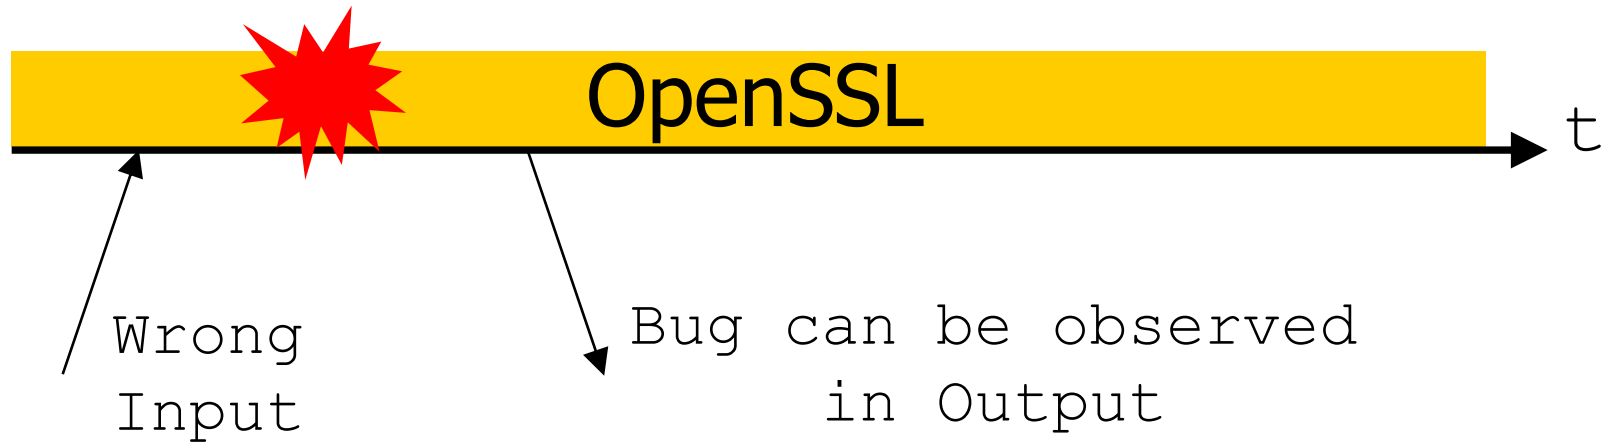 OpenSSL
t
Wrong
Input
Bug can be observed
in Output